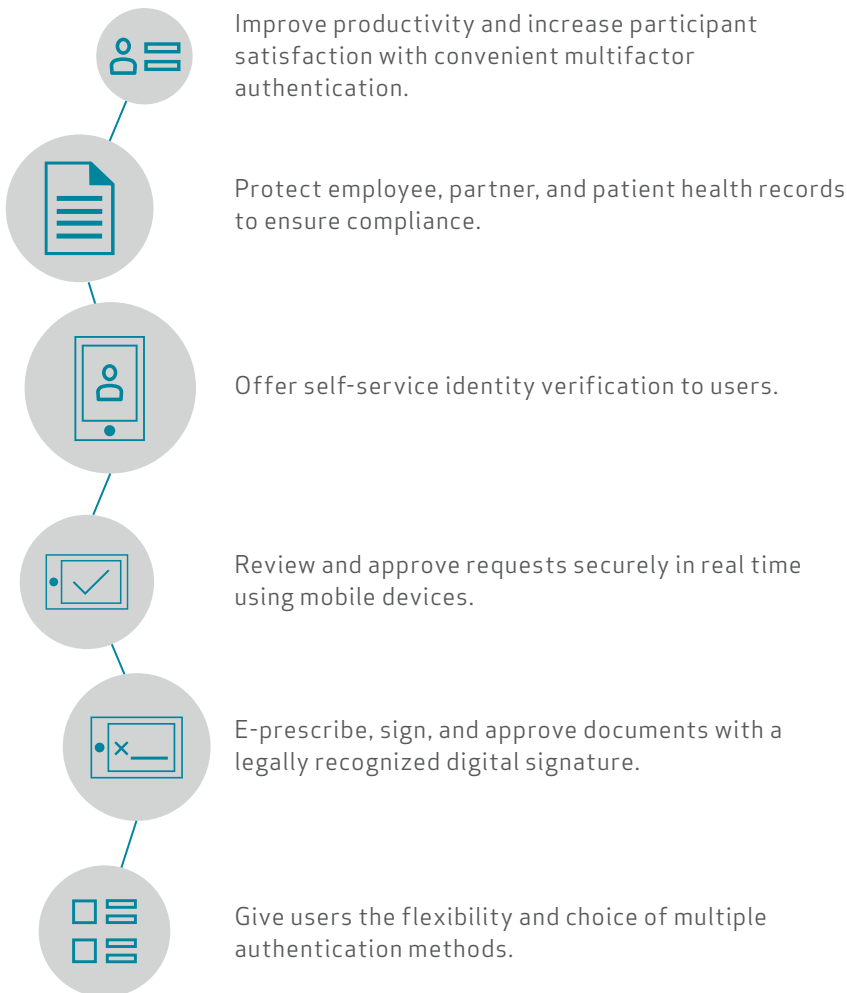 Improve productivity and increase participant
satisfaction with convenient multifactor
authentication.
Protect employee, partner, and patient health records
to ensure compliance.
Offer self-service identity verification to users.
Review and approve requests securely in real time
using mobile devices.
E-prescribe, sign, and approve documents with a
legally recognized digital signature.
Give users the flexibility and choice of multiple
authentication methods.